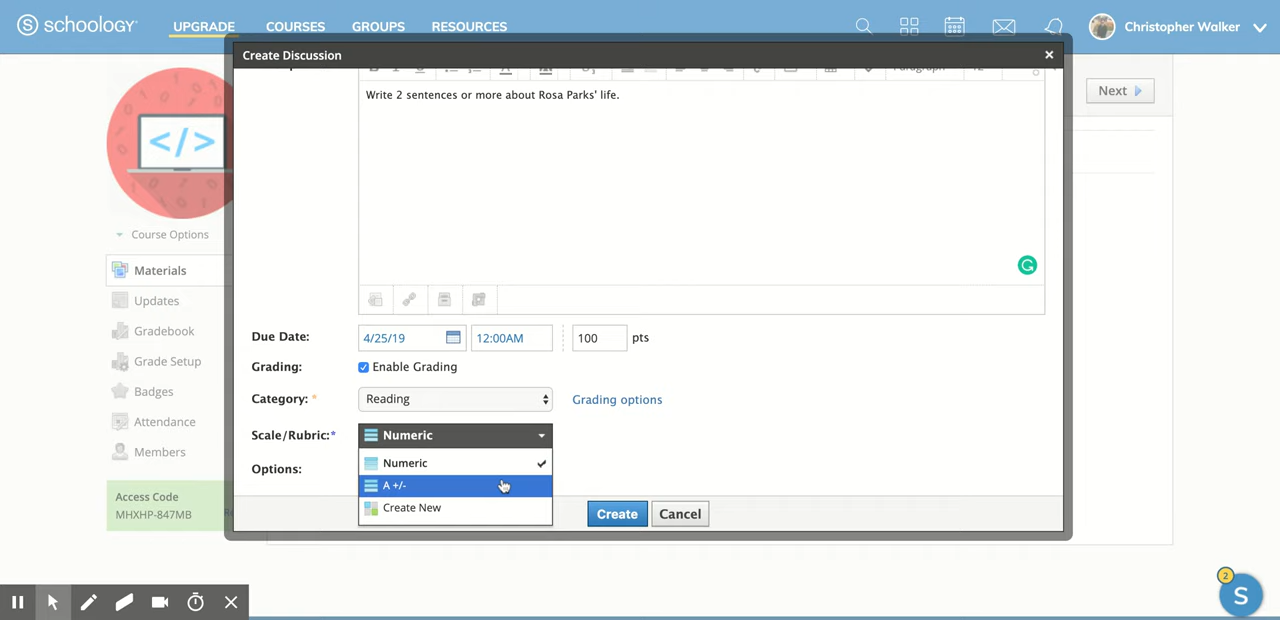 schoology
UPGRADE COURSES GROUPS RESOURCES
Christopher Walker
Create Discussion
Next
Write 2 sentences or more about Rosa Parks' life.
</>
Course Options
Materials
Updates
Gradebook
Grade Setup
Badges
Attendance
Members
Access Code
MHXHP-847MB
Due Date: 4/25/19 12:00AM 100 pts
Grading: Enable Grading
Category: * Reading Grading options
Scale/Rubric:* Numeric
Options:
Numeric
A +/-
Create New
Create Cancel
2
S